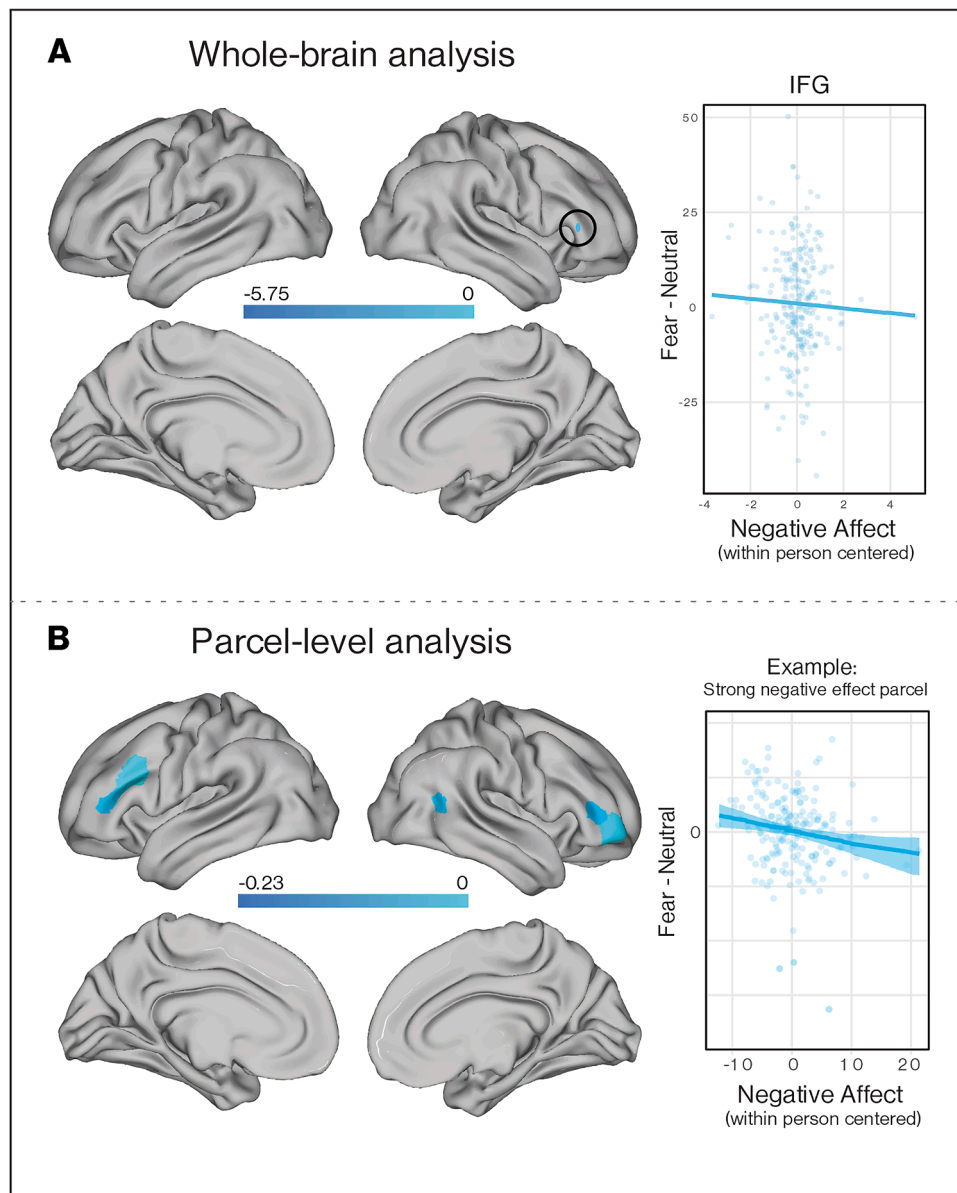 A
Whole-brain analysis
IFG
-5.75
0
50
25
0
-25
Fear - Neutral
-4
-2
0
2
4
Negative Affect
(within person centered)
B
Parcel-level analysis
Example:
Strong negative effect parcel
-0.23
0
0
Fear - Neutral
-10
0
10
20
Negative Affect
(within person centered)